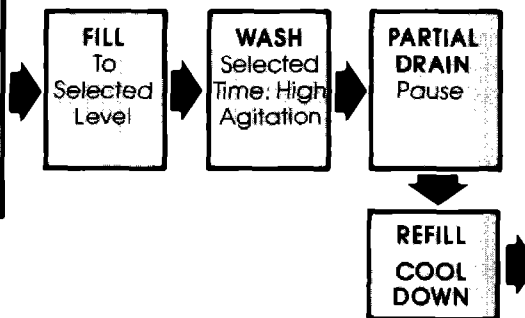 FILL
To
Selected
Level
WASH
Selected
Time: High
Agitation
PARTIAL
DRAIN
Pause
REFILL
COOL
DOWN